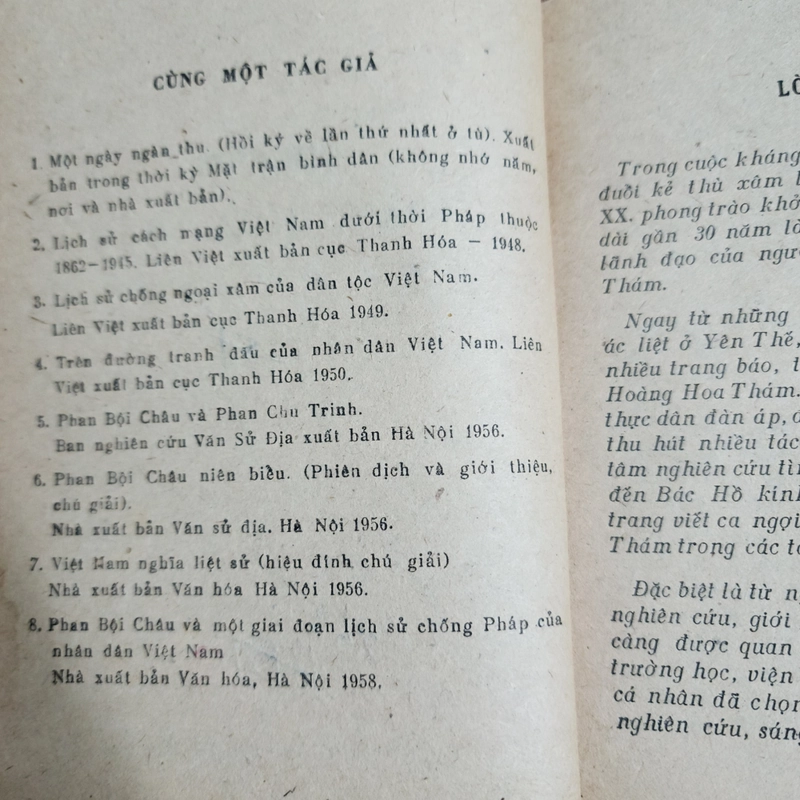 CÙNG MỘT TÁC GIẢ
1. Một ngày ngàn thu. (Hồi ký về lần thứ nhất ở tù). Xuất
bản trong thời kỳ Mặt trận bình dân (không nhớ năm,
nơi và nhà xuất bản).
2. Lịch sử cách mạng Việt Nam dưới thời Pháp thuộc
1862-1945. Liên Việt xuất bản cục Thanh Hóa - 1948.
3. Lịch sử chống ngoại xâm của dân tộc Việt Nam.
Liên Việt xuất bản cục Thanh Hóa 1949.
4. Trên đường tranh đấu của nhân dân Việt Nam. Liên
Việt xuất bản cục Thanh Hóa 1950.
5. Phan Bội Châu và Phan Chu Trinh.
Ban nghiên cứu Văn Sử Địa xuất bản Hà Nội 1956.
6. Phan Bội Châu niên biểu. (Phiên dịch và giới thiệu,
chú giải).
Nhà xuất bản Văn sử địa. Hà Nội 1956.
7. Việt Nam nghĩa liệt sử (hiệu đính chú giải)
Nhà xuất bản Văn hóa Hà Nội 1956.
8. Phan Bội Châu và một giai đoạn lịch sử chống Pháp của
nhân dân Việt Nam
Nhà xuất bản Văn hóa, Hà Nội 1958.
LÒ
Trong cuộc kháng
đuổi kẻ thù xâm
XX. phong trào khở
dài gần 30 năm là
lãnh đạo của ngư
Thám.
Ngay từ những
ác liệt ở Yên Thế,
nhiều trang báo, t
Hoàng Hoa Thám.
thực dân đàn áp,
thu hút nhiều tác
tâm nghiên cứu tì
đến Bác Hồ kín
trang viết ca ngợi
Thám trong các t
Đặc biệt là từ n
nghiên cứu, giới
càng được quan
trường học, viện
cá nhân đã chọn
nghiên cứu, sán